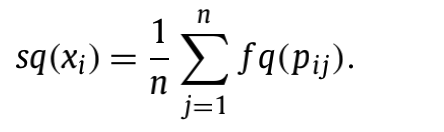 $$sq(x_i) = \frac{1}{n} \sum_{j=1}^{n} fq(p_{ij}).$$